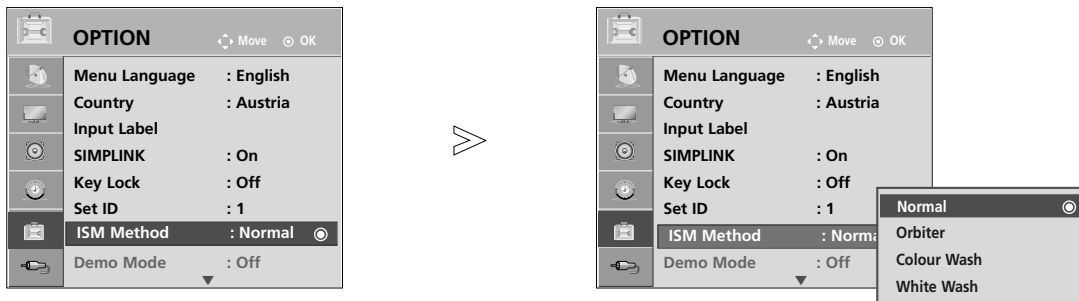 OPTION
Move OK
Menu Language : English
Country : Austria
Input Label
SIMPLINK : On
Key Lock : Off
Set ID : 1
ISM Method : Normal
Demo Mode : Off
OPTION
Move OK
Menu Language : English
Country : Austria
Input Label
SIMPLINK : On
Key Lock : Off
Set ID : 1
ISM Method : Norma
Demo Mode : Off
Normal
Orbiter
Colour Wash
White Wash